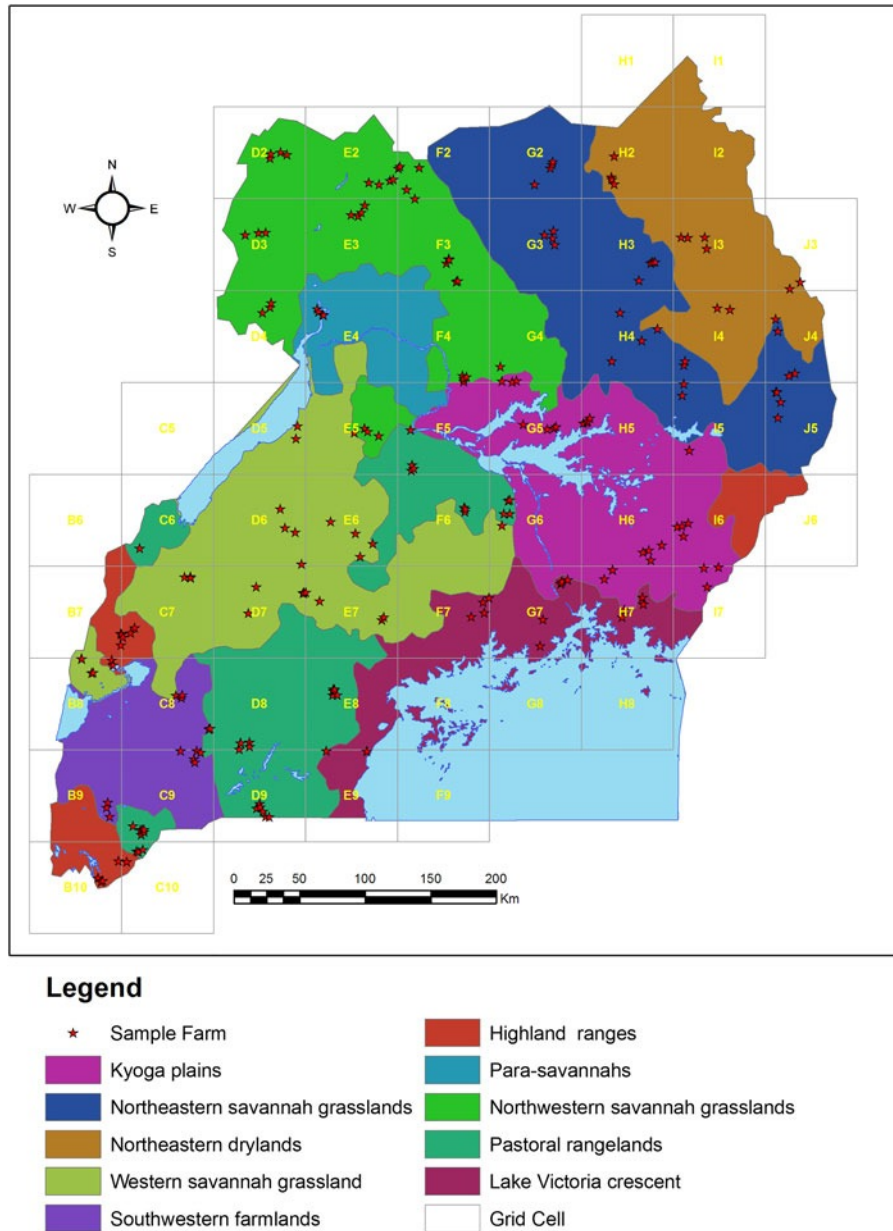 H1 I1
D2 E2 F2 G2 H2 I2
N
W E
S
D3 E3 F3 G3 H3 I3 J3
D4 E4 F4 G4 H4 I4 J4
C5 D5 E5 F5 G5 H5 I5 J5
B6 C6 D6 E6 F6 G6 H6 I6 J6
B7 C7 D7 E7 F7 G7 H7 I7
B8 C8 D8 E8 F8 G8 H8
B9 C9 D9 E9 F9
B10 C10
0 25 50 100 150 200
Km
Legend
Sample Farm
Highland ranges
Kyoga plains
Para-savannahs
Northeastern savannah grasslands
Northwestern savannah grasslands
Northeastern drylands
Pastoral rangelands
Western savannah grassland
Lake Victoria crescent
Southwestern farmlands
Grid Cell